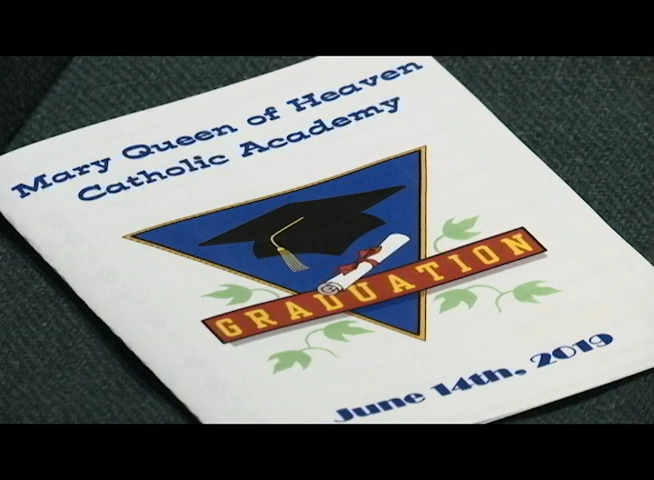 Mary Queen of Heaven
Catholic Academy
GRADUATION
June 14th, 2019